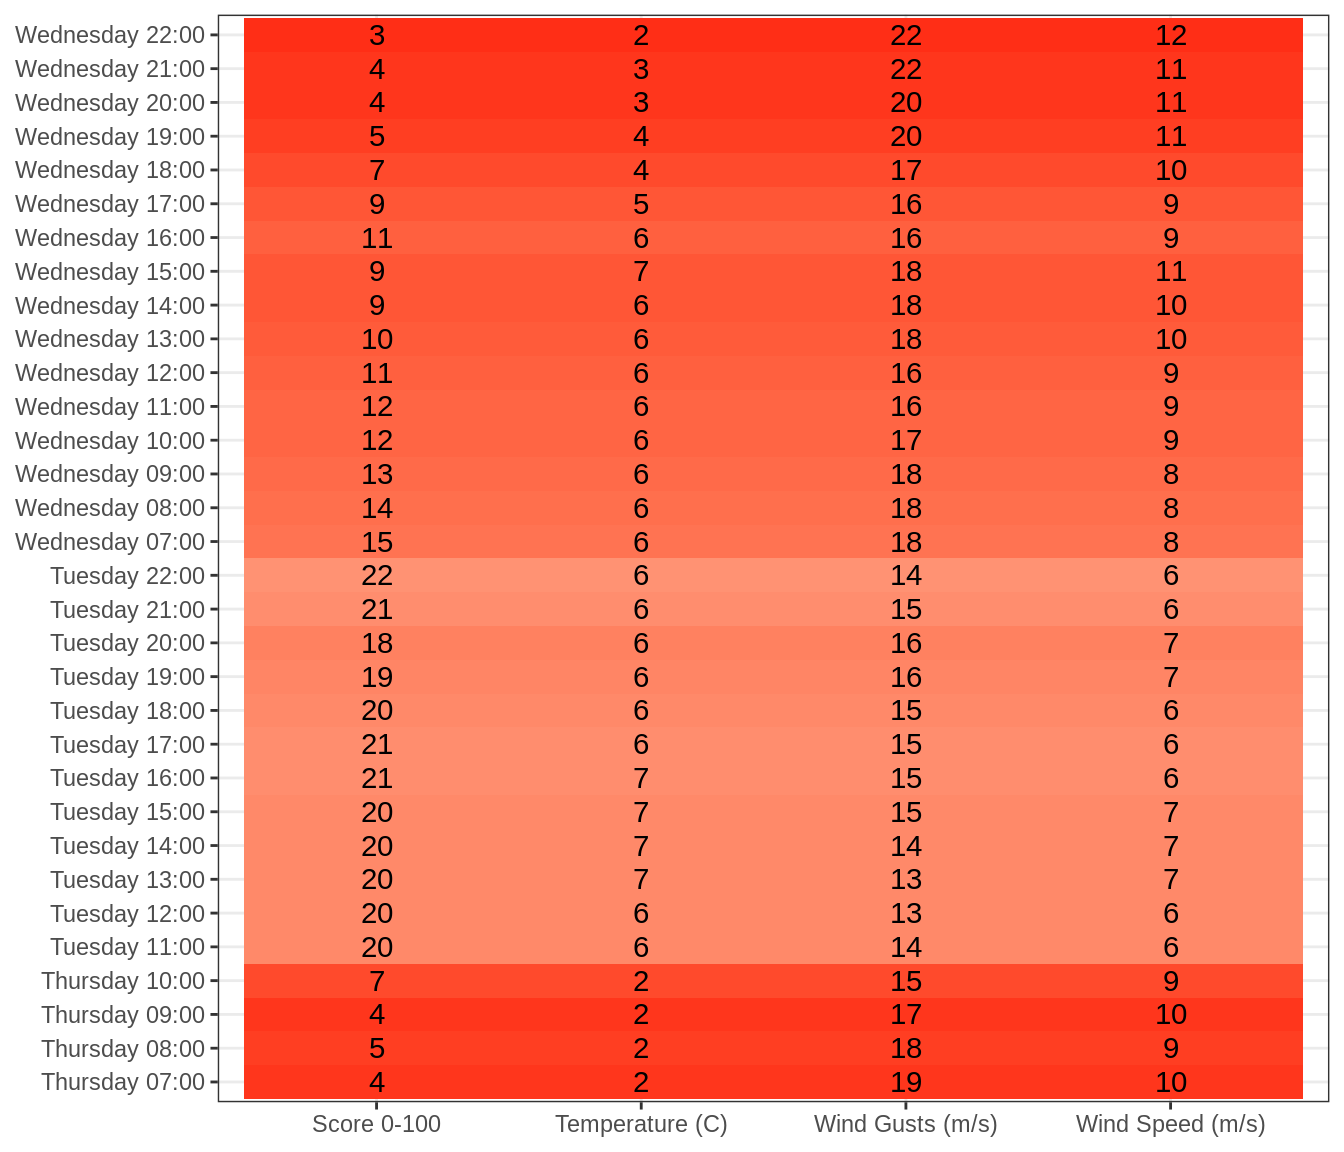 Wednesday 22:00 3 2 22 12
Wednesday 21:00 4 3 22 11
Wednesday 20:00 4 3 20 11
Wednesday 19:00 5 4 20 11
Wednesday 18:00 7 4 17 10
Wednesday 17:00 9 5 16 9
Wednesday 16:00 11 6 16 9
Wednesday 15:00 9 7 18 11
Wednesday 14:00 9 6 18 10
Wednesday 13:00 10 6 18 10
Wednesday 12:00 11 6 16 9
Wednesday 11:00 12 6 16 9
Wednesday 10:00 12 6 17 9
Wednesday 09:00 13 6 18 8
Wednesday 08:00 14 6 18 8
Wednesday 07:00 15 6 18 8
Tuesday 22:00 22 6 14 6
Tuesday 21:00 21 6 15 6
Tuesday 20:00 18 6 16 7
Tuesday 19:00 19 6 16 7
Tuesday 18:00 20 6 15 6
Tuesday 17:00 21 6 15 6
Tuesday 16:00 21 7 15 6
Tuesday 15:00 20 7 15 7
Tuesday 14:00 20 7 14 7
Tuesday 13:00 20 7 13 7
Tuesday 12:00 20 6 13 6
Tuesday 11:00 20 6 14 6
Thursday 10:00 7 2 15 9
Thursday 09:00 4 2 17 10
Thursday 08:00 5 2 18 9
Thursday 07:00 4 2 19 10
Score 0-100 Temperature (C) Wind Gusts (m/s) Wind Speed (m/s)